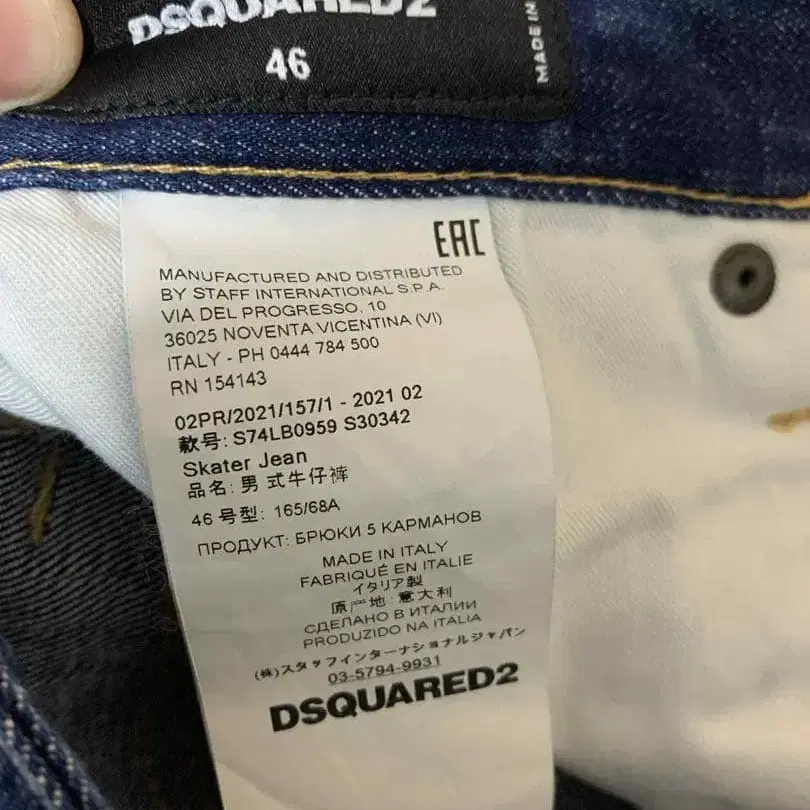 DSQUARED2
46
MADE IN
EAC
MANUFACTURED AND DISTRIBUTED
BY STAFF INTERNATIONAL S.P.A.
VIA DEL PROGRESSO, 10
36025 NOVENTA VICENTINA (VI)
ITALY - PH 0444 784 500
RN 154143
02PR/2021/157/1 - 2021 02
款号: S74LB0959 S30342
Skater Jean
品名: 男 式牛仔裤
46 号型: 165/68A
ПРОДУКТ: БРЮКИ 5 КАРМАНОВ
MADE IN ITALY
FABRIQUÉ EN ITALIE
イタリア製
原产地: 意大利
СДЕЛАНО В ИТАЛИИ
PRODUZIDO NA ITALIA
(株)スタッフインターナショナルジャパン
03-5794-9931
DSQUARED2